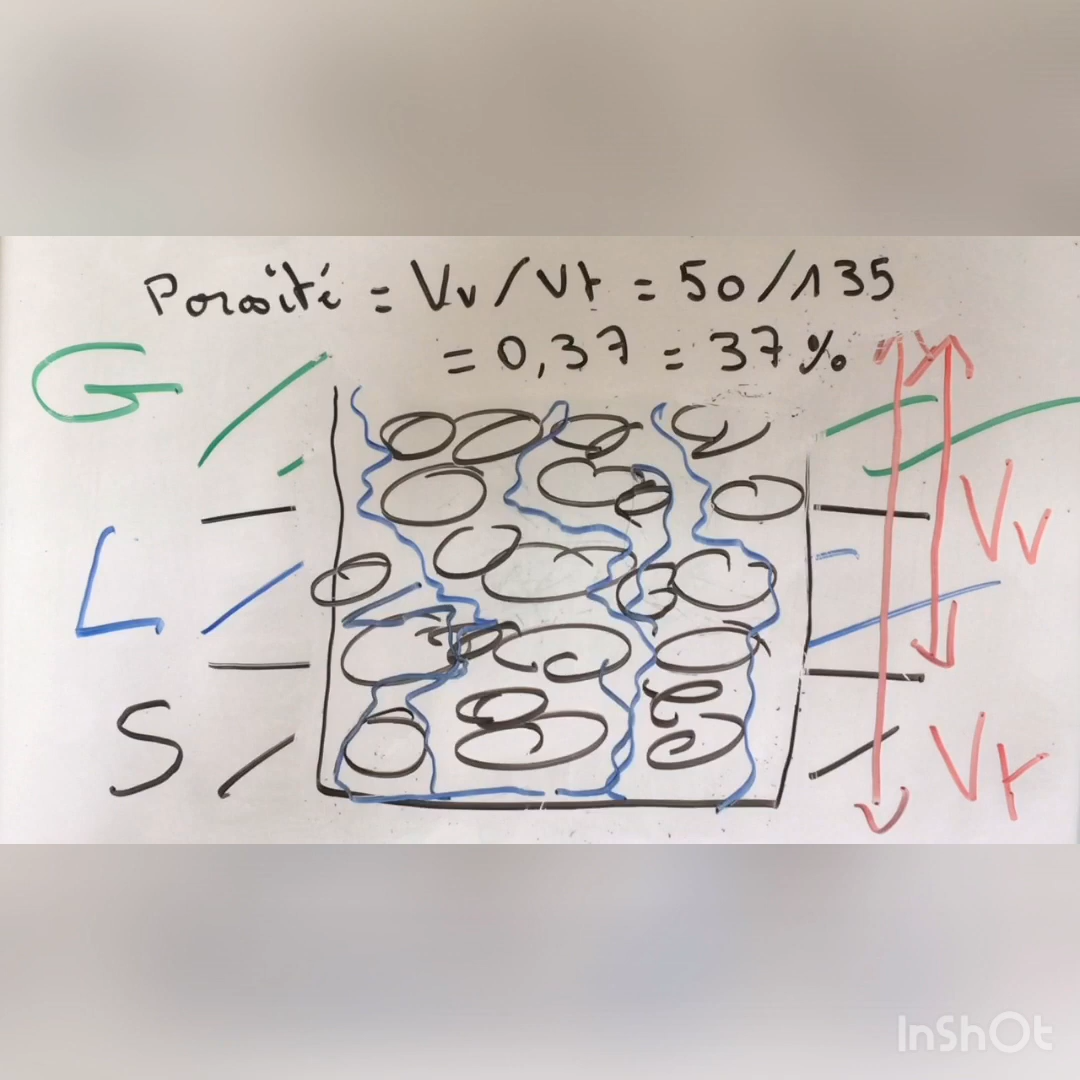 Porosité = Vv/Vt = 50/135
= 0,37 = 37%
G
L
Vv
S
Vt
InShOt